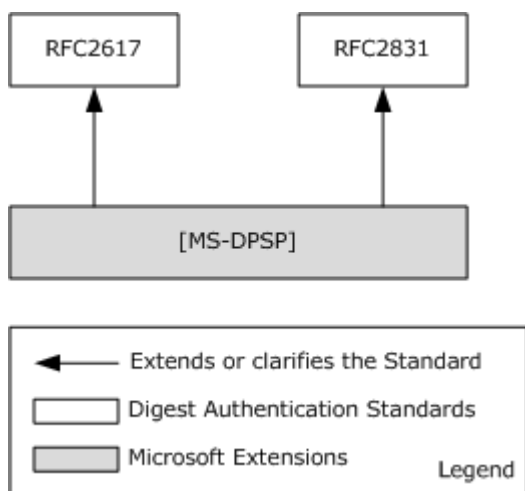 RFC2617
RFC2831
[MS-DPSP]
Extends or clarifies the Standard
Digest Authentication Standards
Microsoft Extensions
Legend